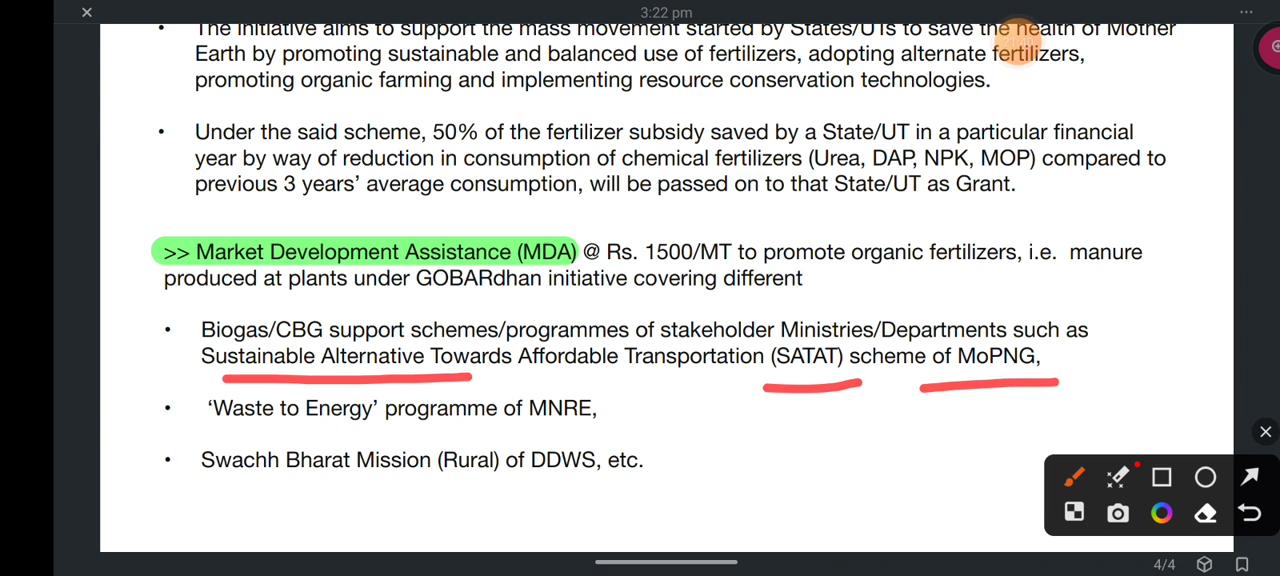 3:22 pm
• The initiative aims to support the mass movement started by States/UTs to save the health of Mother
Earth by promoting sustainable and balanced use of fertilizers, adopting alternate fertilizers,
promoting organic farming and implementing resource conservation technologies.
• Under the said scheme, 50% of the fertilizer subsidy saved by a State/UT in a particular financial
year by way of reduction in consumption of chemical fertilizers (Urea, DAP, NPK, MOP) compared to
previous 3 years’ average consumption, will be passed on to that State/UT as Grant.
>> Market Development Assistance (MDA) @ Rs. 1500/MT to promote organic fertilizers, i.e. manure
produced at plants under GOBARdhan initiative covering different
• Biogas/CBG support schemes/programmes of stakeholder Ministries/Departments such as
Sustainable Alternative Towards Affordable Transportation (SATAT) scheme of MoPNG,
• ‘Waste to Energy’ programme of MNRE,
• Swachh Bharat Mission (Rural) of DDWS, etc.
4/4